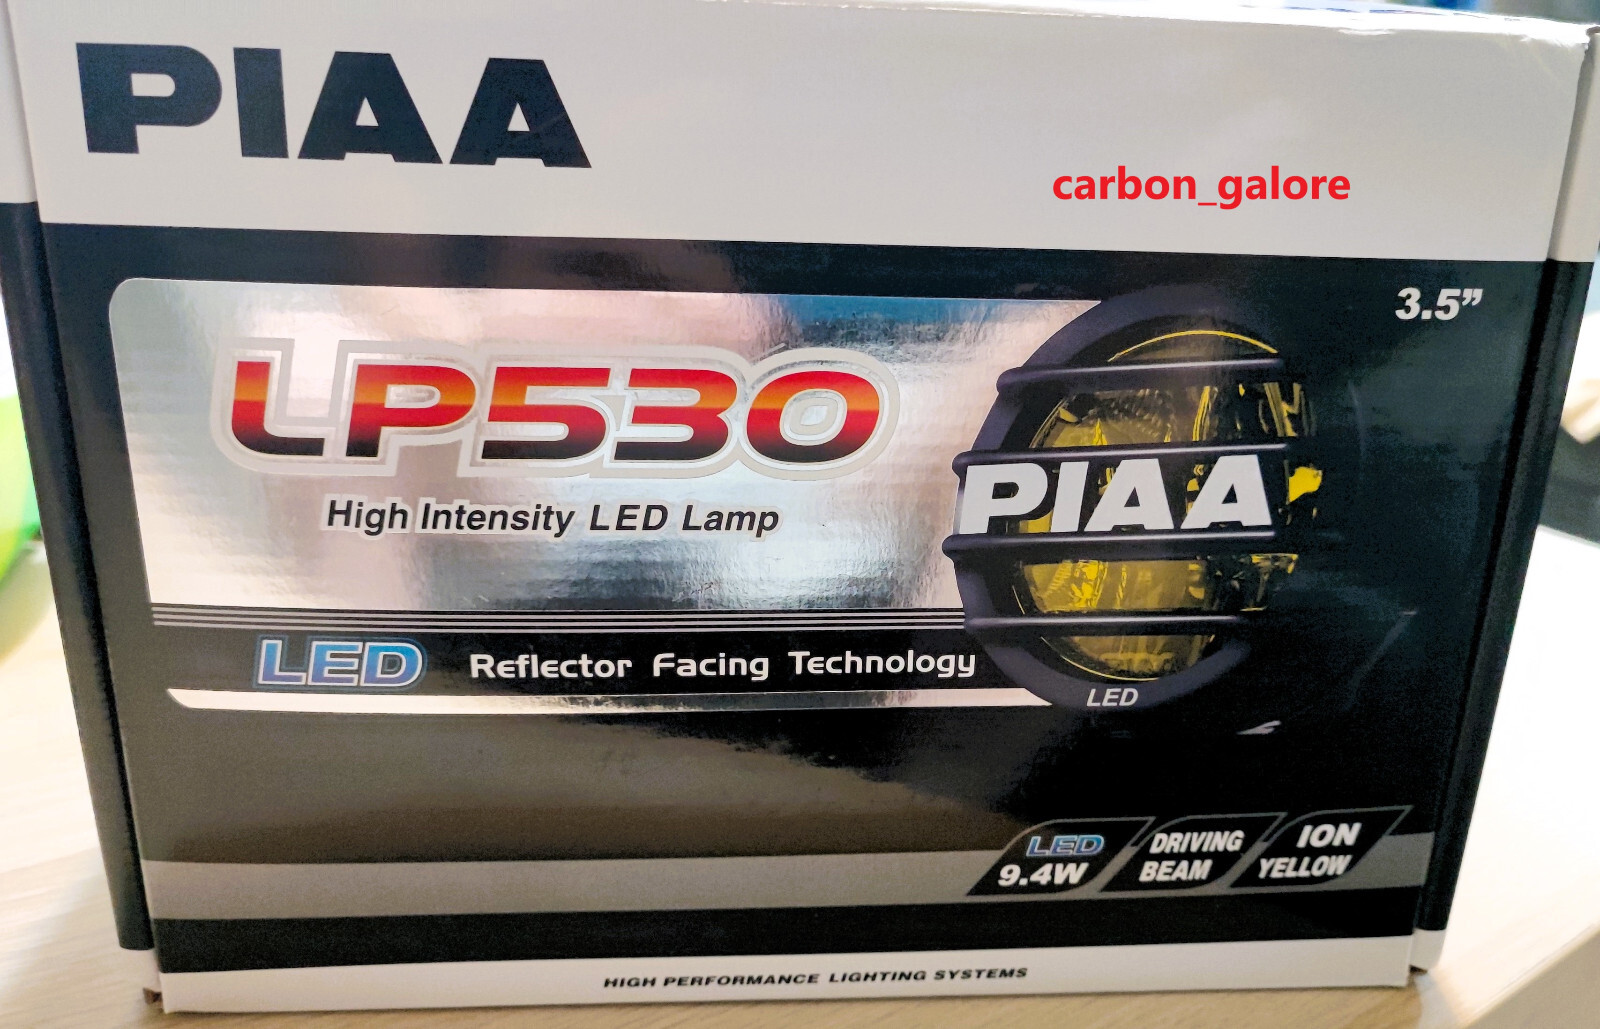 PIAA
carbon_galore
3.5”
LP530
High Intensity LED Lamp
PIAA
LED Reflector Facing Technology
LED
LED
9.4W
DRIVING
BEAM
ION
YELLOW
HIGH PERFORMANCE LIGHTING SYSTEMS